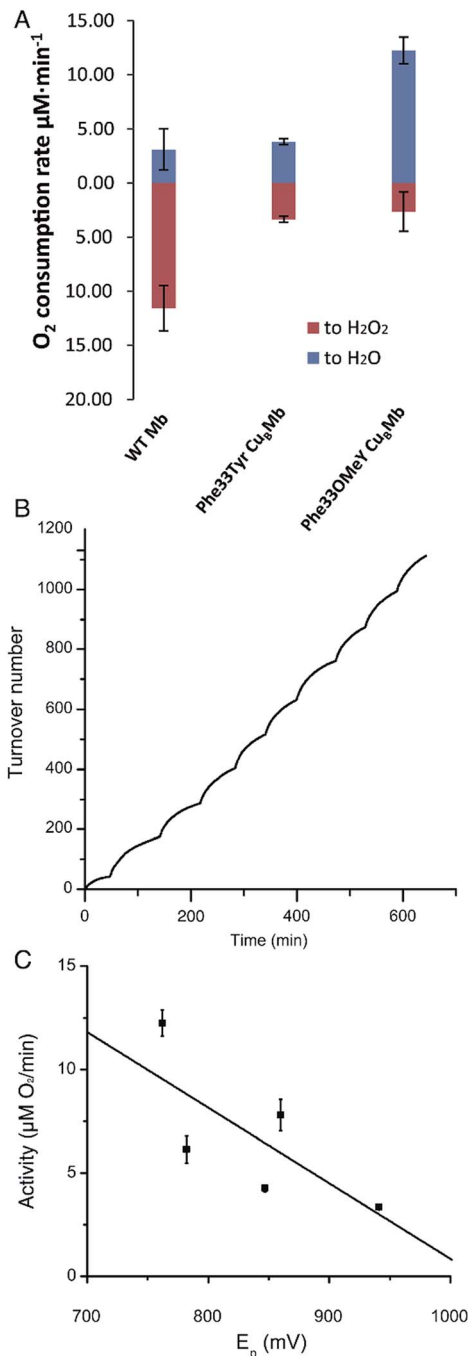 A
O₂ consumption rate µM·min⁻¹
15.00
10.00
5.00
0.00
5.00
10.00
15.00
20.00
to H₂O₂
to H₂O
WT Mb
Phe33Tyr CuBMb
Phe33OMeY CuBMb
B
Turnover number
1200
1000
800
600
400
200
0
0 200 400 600
Time (min)
C
Activity (µM O₂/min)
15
10
5
0
700 800 900 1000
Ep (mV)